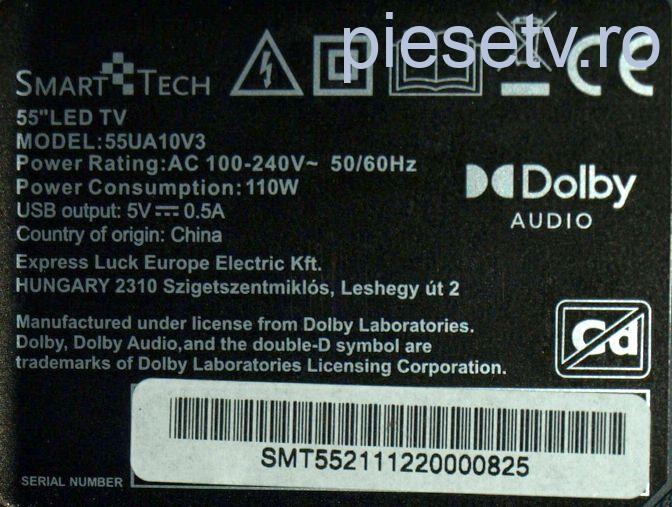 piesetv.ro
SMART TECH
CE
55"LED TV
MODEL:55UA10V3
Power Rating:AC 100-240V~ 50/60Hz
Power Consumption:110W
USB output: 5V⎓0.5A
Country of origin: China
Dolby
AUDIO
Express Luck Europe Electric Kft.
HUNGARY 2310 Szigetszentmiklós, Leshegy út 2
Manufactured under license from Dolby Laboratories.
Dolby, Dolby Audio,and the double-D symbol are
trademarks of Dolby Laboratories Licensing Corporation.
Cd
SMT552111220000825
SERIAL NUMBER